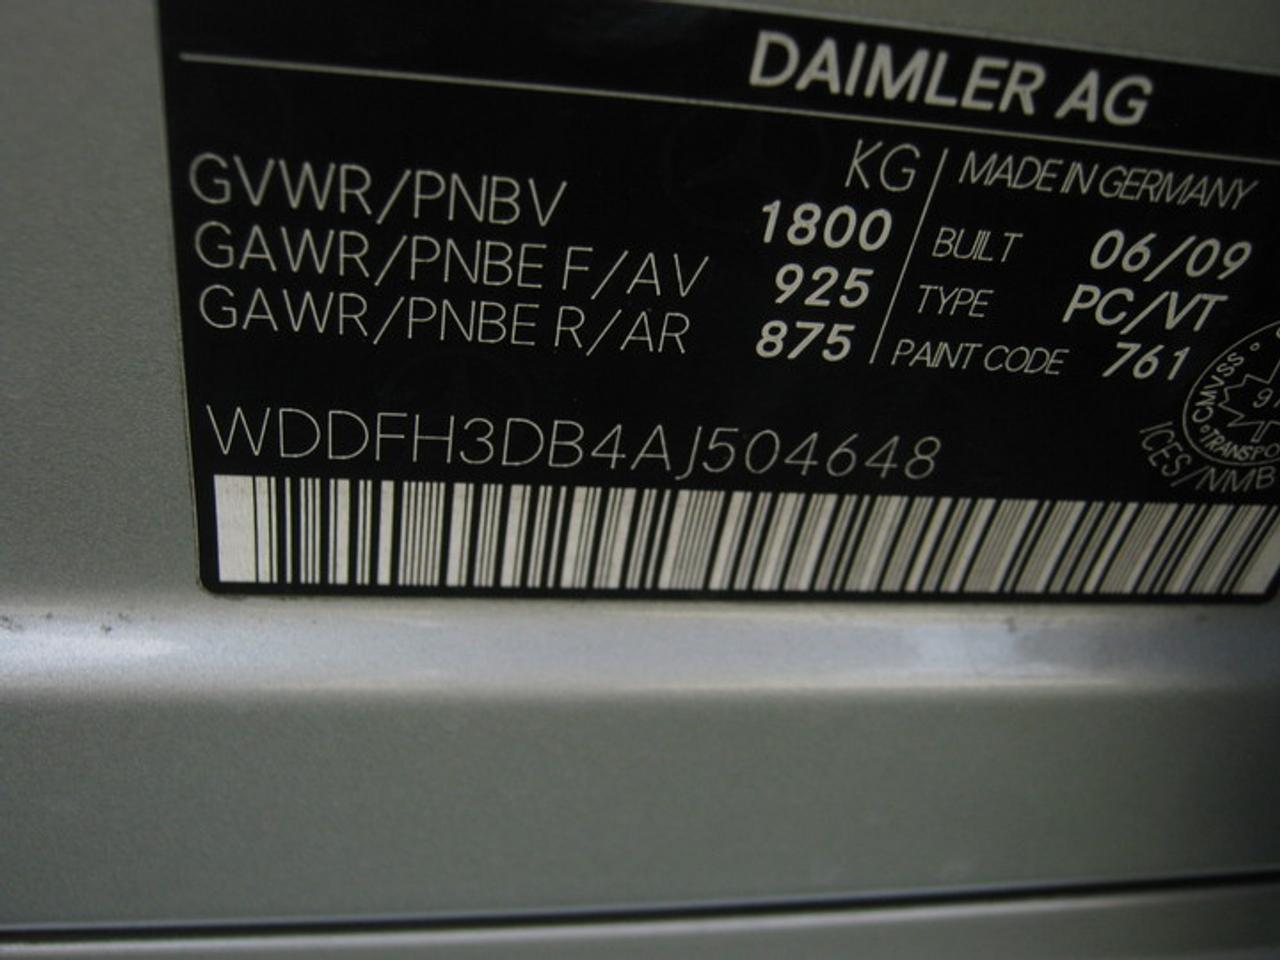 DAIMLER AG
KG
GVWR/PNBV 1800
GAWR/PNBE F/AV 925
GAWR/PNBE R/AR 875
MADE IN GERMANY
BUILT 06/09
TYPE PC/VT
PAINT CODE 761
WDDFH3DB4AJ504648
CMVSS
ICES/NMB